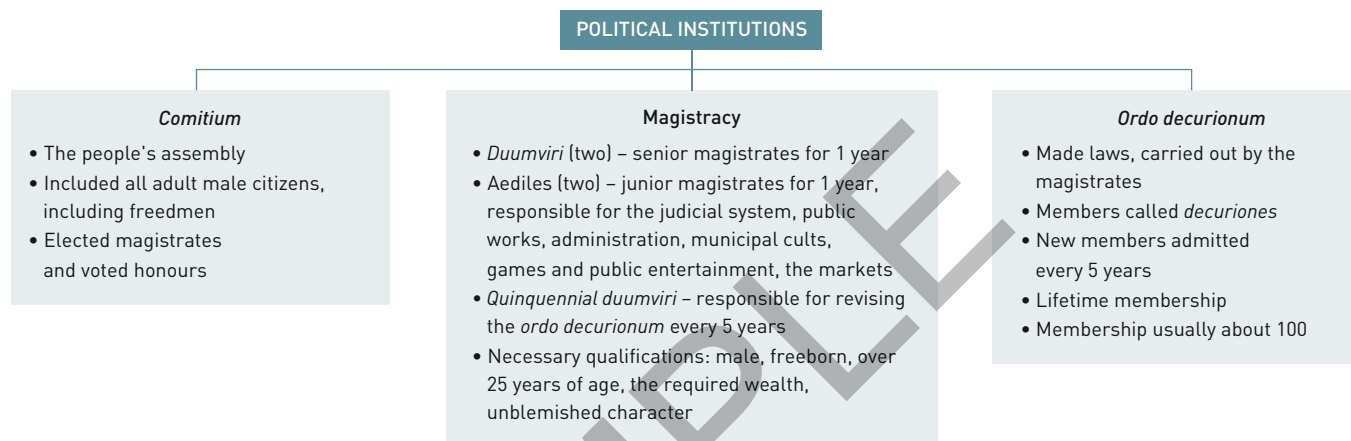 POLITICAL INSTITUTIONS
Comitium
• The people's assembly
• Included all adult male citizens,
including freedmen
• Elected magistrates
and voted honours
Magistracy
• Duumviri (two) – senior magistrates for 1 year
• Aediles (two) – junior magistrates for 1 year,
responsible for the judicial system, public
works, administration, municipal cults,
games and public entertainment, the markets
• Quinquennial duumviri – responsible for revising
the ordo decurionum every 5 years
• Necessary qualifications: male, freeborn, over
25 years of age, the required wealth,
unblemished character
Ordo decurionum
• Made laws, carried out by the
magistrates
• Members called decuriones
• New members admitted
every 5 years
• Lifetime membership
• Membership usually about 100